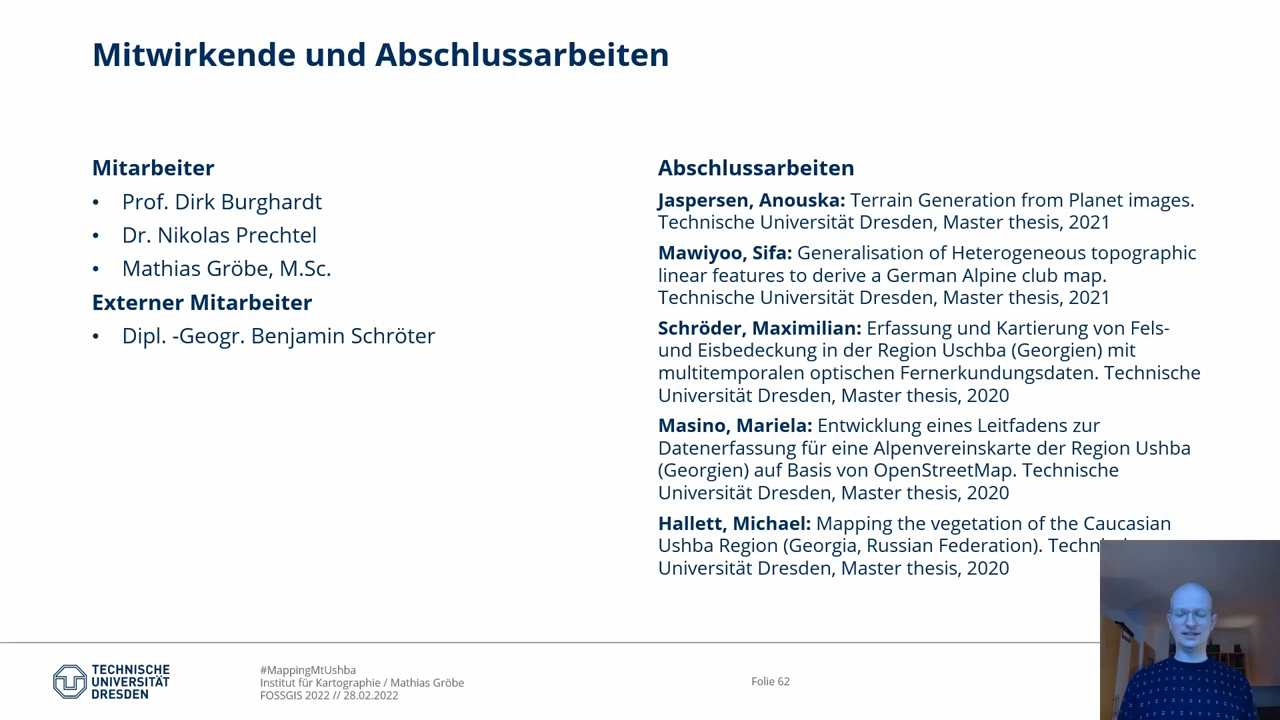 Mitwirkende und Abschlussarbeiten
Mitarbeiter
• Prof. Dirk Burghardt
• Dr. Nikolas Prechtel
• Mathias Gröbe, M.Sc.
Externer Mitarbeiter
• Dipl. -Geogr. Benjamin Schröter
Abschlussarbeiten
Jaspersen, Anouska: Terrain Generation from Planet images.
Technische Universität Dresden, Master thesis, 2021
Mawiyoo, Sifa: Generalisation of Heterogeneous topographic
linear features to derive a German Alpine club map.
Technische Universität Dresden, Master thesis, 2021
Schröder, Maximilian: Erfassung und Kartierung von Fels-
und Eisbedeckung in der Region Uschba (Georgien) mit
multitemporalen optischen Fernerkundungsdaten. Technische
Universität Dresden, Master thesis, 2020
Masino, Mariela: Entwicklung eines Leitfadens zur
Datenerfassung für eine Alpenvereinskarte der Region Ushba
(Georgien) auf Basis von OpenStreetMap. Technische
Universität Dresden, Master thesis, 2020
Hallett, Michael: Mapping the vegetation of the Caucasian
Ushba Region (Georgia, Russian Federation).
Universität Dresden, Master thesis, 2020
TECHNISCHE
UNIVERSITÄT
DRESDEN
#MappingMtUshba
Institut für Kartographie / Mathias Gröbe
FOSSGIS 2022 // 28.02.2022
Folie 62